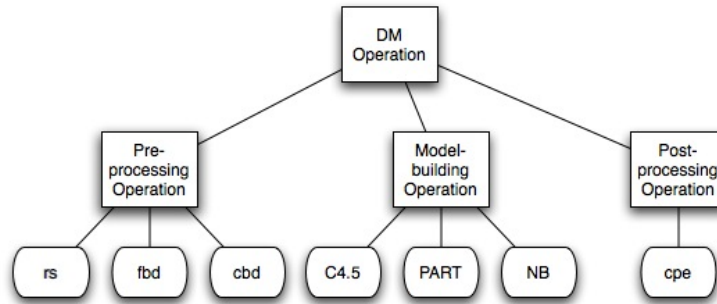 DM
Operation
Pre-
processing
Operation
Model-
building
Operation
Post-
processing
Operation
rs
fbd
cbd
C4.5
PART
NB
cpe